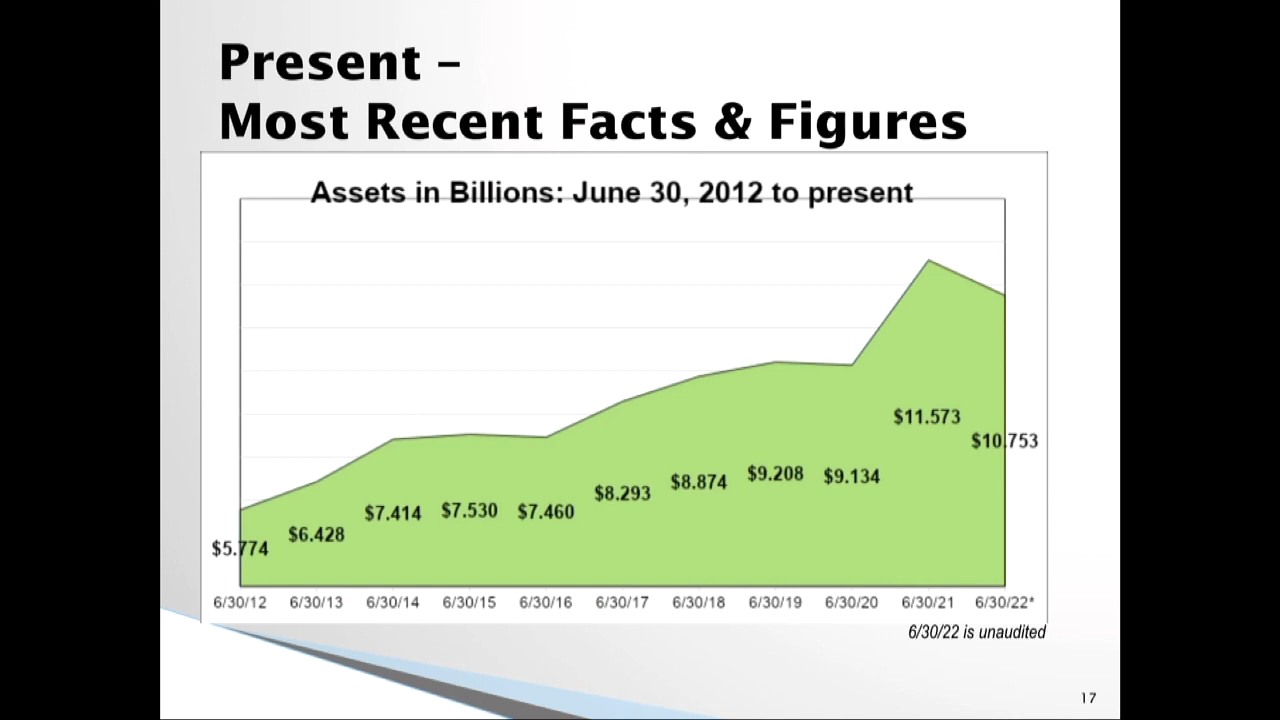 Present –
Most Recent Facts & Figures
Assets in Billions: June 30, 2012 to present
$5.774
$6.428
$7.414
$7.530
$7.460
$8.293
$8.874
$9.208
$9.134
$11.573
$10.753
6/30/12 6/30/13 6/30/14 6/30/15 6/30/16 6/30/17 6/30/18 6/30/19 6/30/20 6/30/21 6/30/22*
6/30/22 is unaudited
17